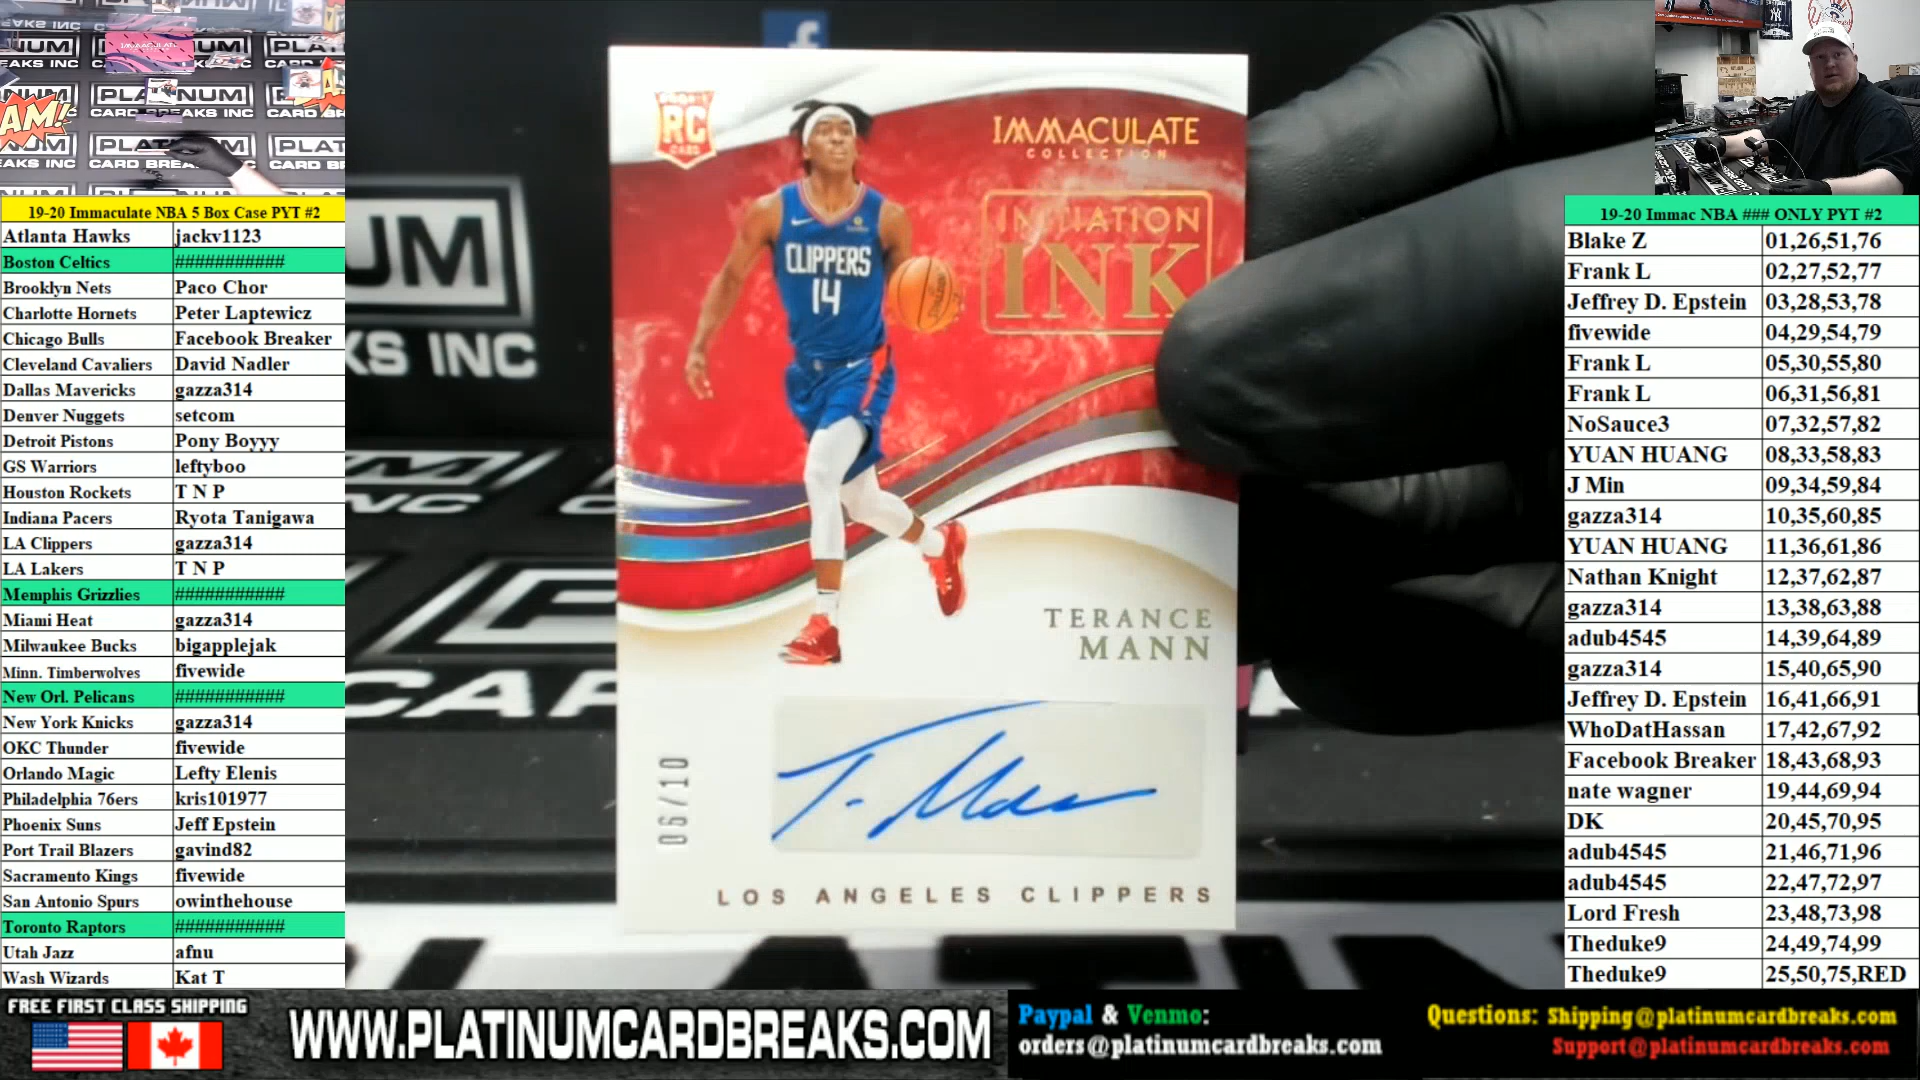 19-20 Immaculate NBA 5 Box Case PYT #2
Atlanta Hawks jackv1123
Boston Celtics ###########
Brooklyn Nets Paco Chor
Charlotte Hornets Peter Laptewicz
Chicago Bulls Facebook Breaker
Cleveland Cavaliers David Nadler
Dallas Mavericks gazza314
Denver Nuggets setcom
Detroit Pistons Pony Boyyy
GS Warriors leftyboo
Houston Rockets T N P
Indiana Pacers Ryota Tanigawa
LA Clippers gazza314
LA Lakers T N P
Memphis Grizzlies ###########
Miami Heat gazza314
Milwaukee Bucks bigapplejak
Minn. Timberwolves fivewide
New Orl. Pelicans ###########
New York Knicks gazza314
OKC Thunder fivewide
Orlando Magic Lefty Elenis
Philadelphia 76ers kris101977
Phoenix Suns Jeff Epstein
Port Trail Blazers gavind82
Sacramento Kings fivewide
San Antonio Spurs owinthehouse
Toronto Raptors ###########
Utah Jazz afnu
Wash Wizards Kat T
RC
CARD
IMMACULATE
COLLECTION
INITIATION
INK
CLIPPERS
14
TERANCE
MANN
T. Mann
06/10
LOS ANGELES CLIPPERS
UM
KS INC
PLATINUM
CARD BREAKS INC
19-20 Immac NBA ### ONLY PYT #2
Blake Z 01,26,51,76
Frank L 02,27,52,77
Jeffrey D. Epstein 03,28,53,78
fivewide 04,29,54,79
Frank L 05,30,55,80
Frank L 06,31,56,81
NoSauce3 07,32,57,82
YUAN HUANG 08,33,58,83
J Min 09,34,59,84
gazza314 10,35,60,85
YUAN HUANG 11,36,61,86
Nathan Knight 12,37,62,87
gazza314 13,38,63,88
adub4545 14,39,64,89
gazza314 15,40,65,90
Jeffrey D. Epstein 16,41,66,91
WhoDatHassan 17,42,67,92
Facebook Breaker 18,43,68,93
nate wagner 19,44,69,94
DK 20,45,70,95
adub4545 21,46,71,96
adub4545 22,47,72,97
Lord Fresh 23,48,73,98
Theduke9 24,49,74,99
Theduke9 25,50,75,RED
FREE FIRST CLASS SHIPPING
WWW.PLATINUMCARDBREAKS.COM
Paypal & Venmo:
orders@platinumcardbreaks.com
Questions: Shipping@platinumcardbreaks.com
Support@platinumcardbreaks.com